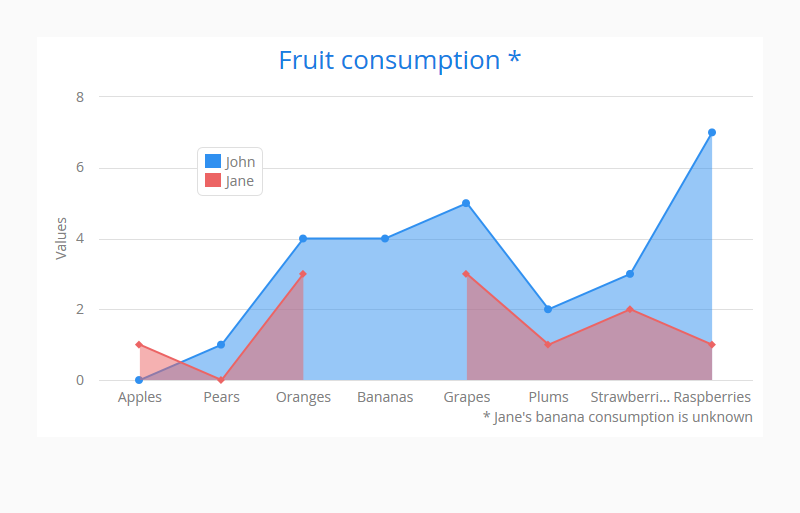 Fruit consumption *
8
6
4
2
0
Values
John
Jane
Apples Pears Oranges Bananas Grapes Plums Strawberri... Raspberries
* Jane's banana consumption is unknown